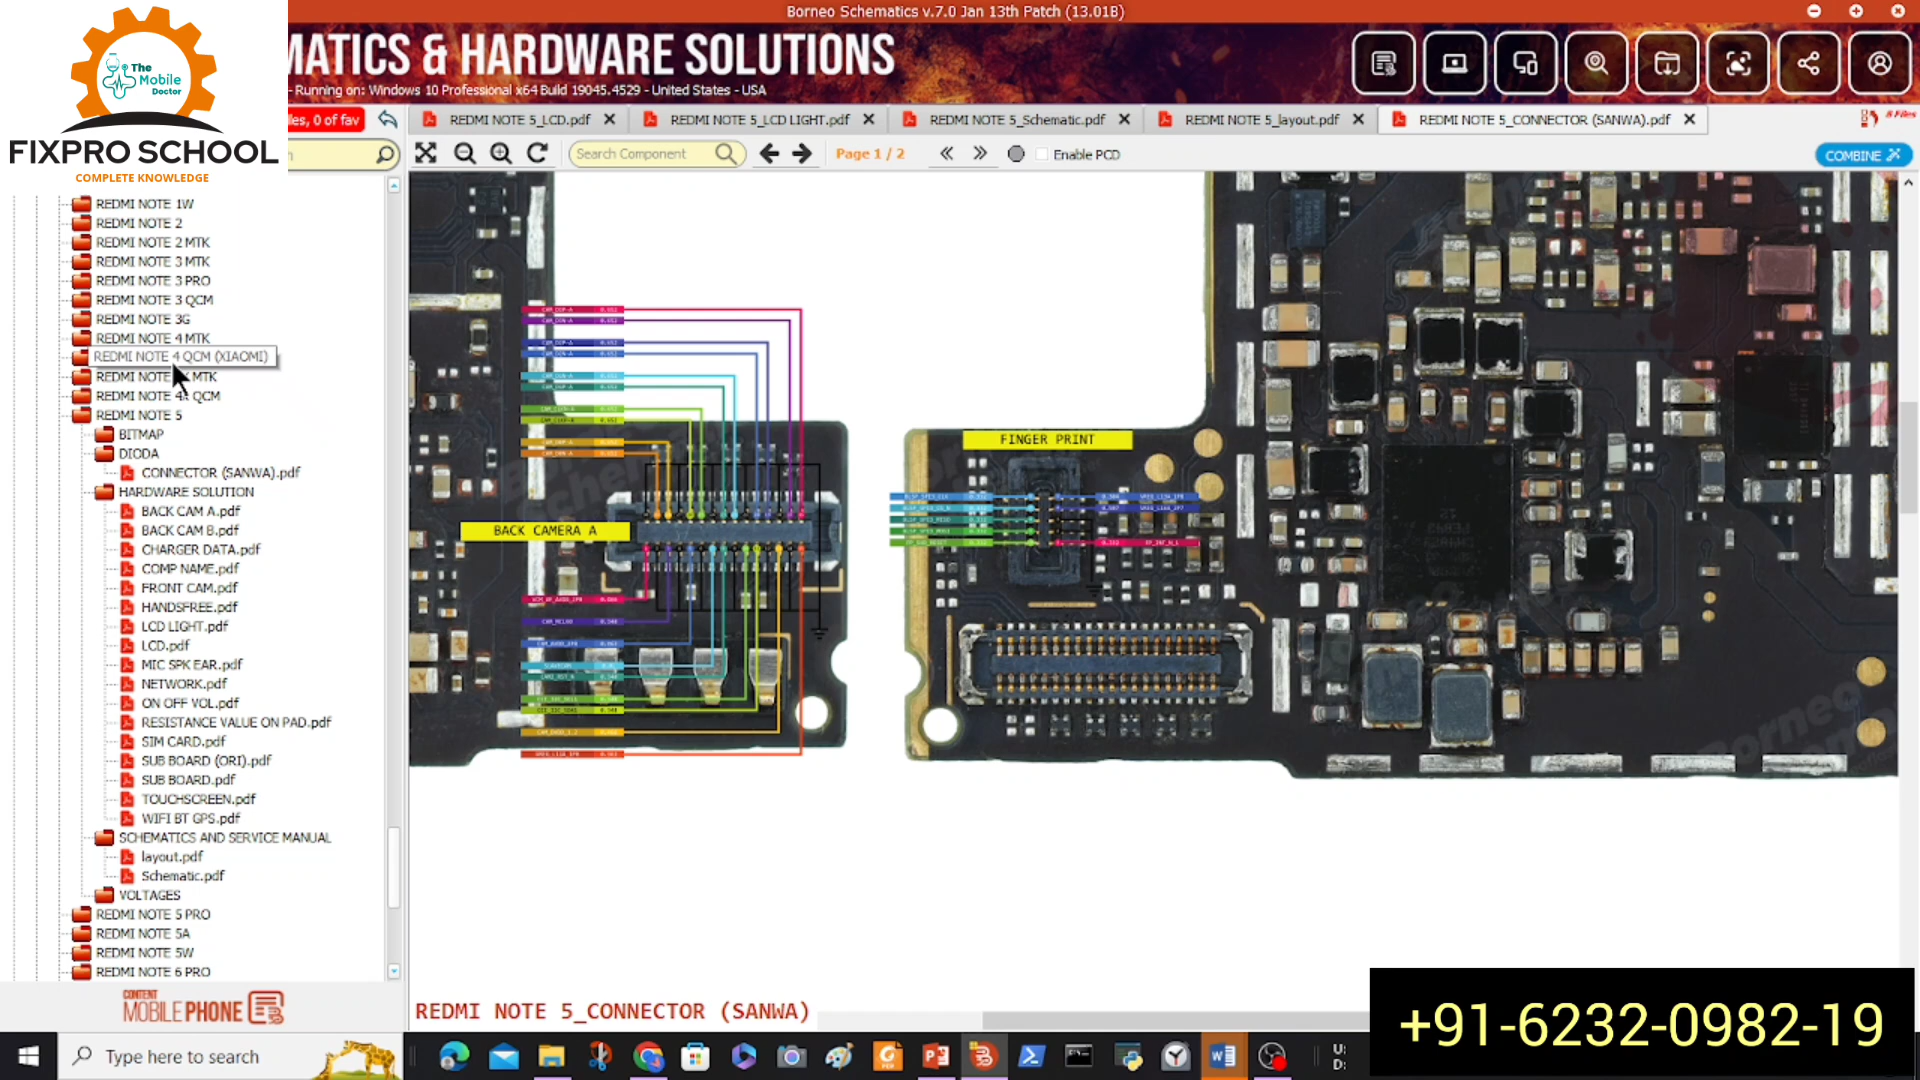 Borneo Schematics v.7.0 Jan 13th Patch (13.01B)
The
Mobile
Doctor
FIXPRO SCHOOL
COMPLETE KNOWLEDGE
MATICS & HARDWARE SOLUTIONS
- Running on: Windows 10 Professional x64 Build 19045.4529 - United States - USA
les, 0 of fav
REDMI NOTE 5_LCD.pdf
REDMI NOTE 5_LCD LIGHT.pdf
REDMI NOTE 5_Schematic.pdf
REDMI NOTE 5_layout.pdf
REDMI NOTE 5_CONNECTOR (SANWA).pdf
8 Files
Search Component
Page 1 / 2
Enable PCD
COMBINE
REDMI NOTE 1W
REDMI NOTE 2
REDMI NOTE 2 MTK
REDMI NOTE 3 MTK
REDMI NOTE 3 PRO
REDMI NOTE 3 QCM
REDMI NOTE 3G
REDMI NOTE 4 MTK
REDMI NOTE 4 QCM (XIAOMI)
REDMI NOTE MTK
REDMI NOTE 4X QCM
REDMI NOTE 5
BITMAP
DIODA
CONNECTOR (SANWA).pdf
HARDWARE SOLUTION
BACK CAM A.pdf
BACK CAM B.pdf
CHARGER DATA.pdf
COMP NAME.pdf
FRONT CAM.pdf
HANDSFREE.pdf
LCD LIGHT.pdf
LCD.pdf
MIC SPK EAR.pdf
NETWORK.pdf
ON OFF VOL.pdf
RESISTANCE VALUE ON PAD.pdf
SIM CARD.pdf
SUB BOARD (ORI).pdf
SUB BOARD.pdf
TOUCHSCREEN.pdf
WIFI BT GPS.pdf
SCHEMATICS AND SERVICE MANUAL
layout.pdf
Schematic.pdf
VOLTAGES
REDMI NOTE 5 PRO
REDMI NOTE 5A
REDMI NOTE 5W
REDMI NOTE 6 PRO
CONTENT
MOBILE PHONE
BACK CAMERA A
FINGER PRINT
REDMI NOTE 5_CONNECTOR (SANWA)
+91-6232-0982-19
Type here to search
U:
D: